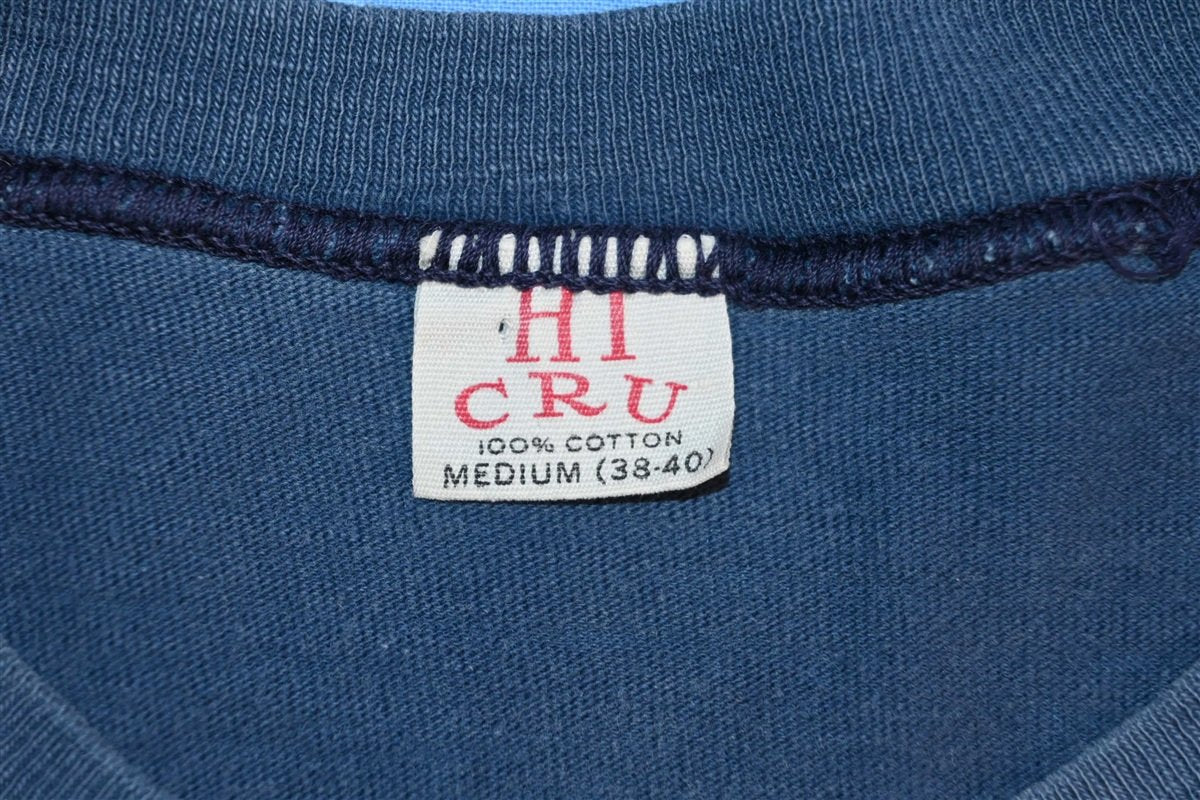 HI
CRU
100% COTTON
MEDIUM (38-40)